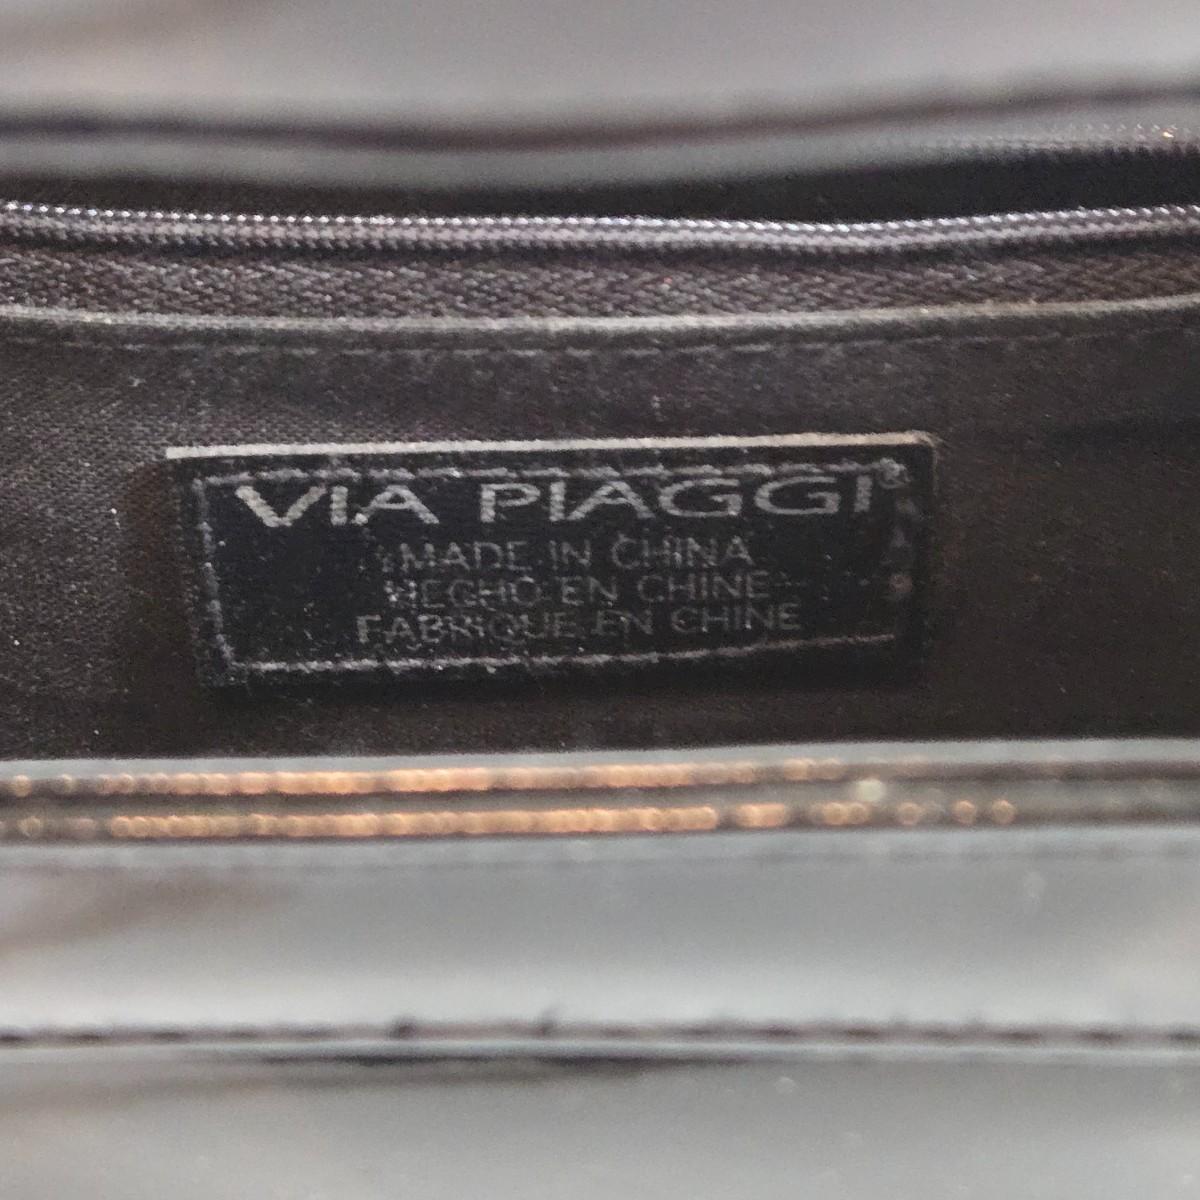 VIA PIAGGI®
MADE IN CHINA
HECHO EN CHINE
FABRIQUE EN CHINE